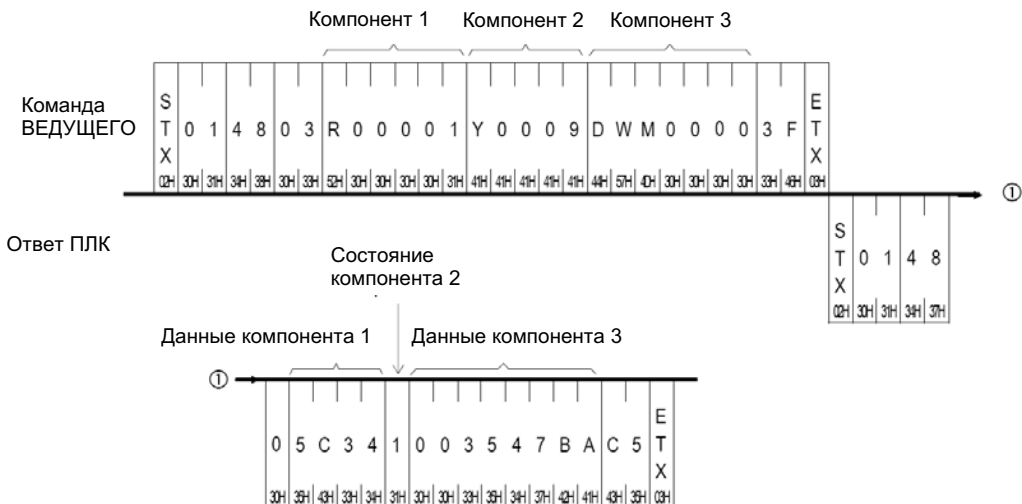 Компонент 1 Компонент 2 Компонент 3
Команда
ВЕДУЩЕГО
STX 0 1 4 8 0 3 R 0 0 0 0 1 Y 0 0 0 9 D W M 0 0 0 0 3 F ETX
02H 30H 31H 34H 38H 30H 33H 52H 30H 30H 30H 30H 31H 41H 41H 41H 41H 41H 44H 57H 4DH 30H 30H 30H 30H 33H 46H 03H
①
Ответ ПЛК
STX 0 1 4 8
02H 30H 31H 34H 37H
Состояние
компонента 2
Данные компонента 1 Данные компонента 3
①
0 5 C 3 4 1 0 0 3 5 4 7 B A C 5 ETX
30H 35H 43H 33H 34H 31H 30H 30H 33H 35H 34H 37H 42H 41H 43H 35H 03H